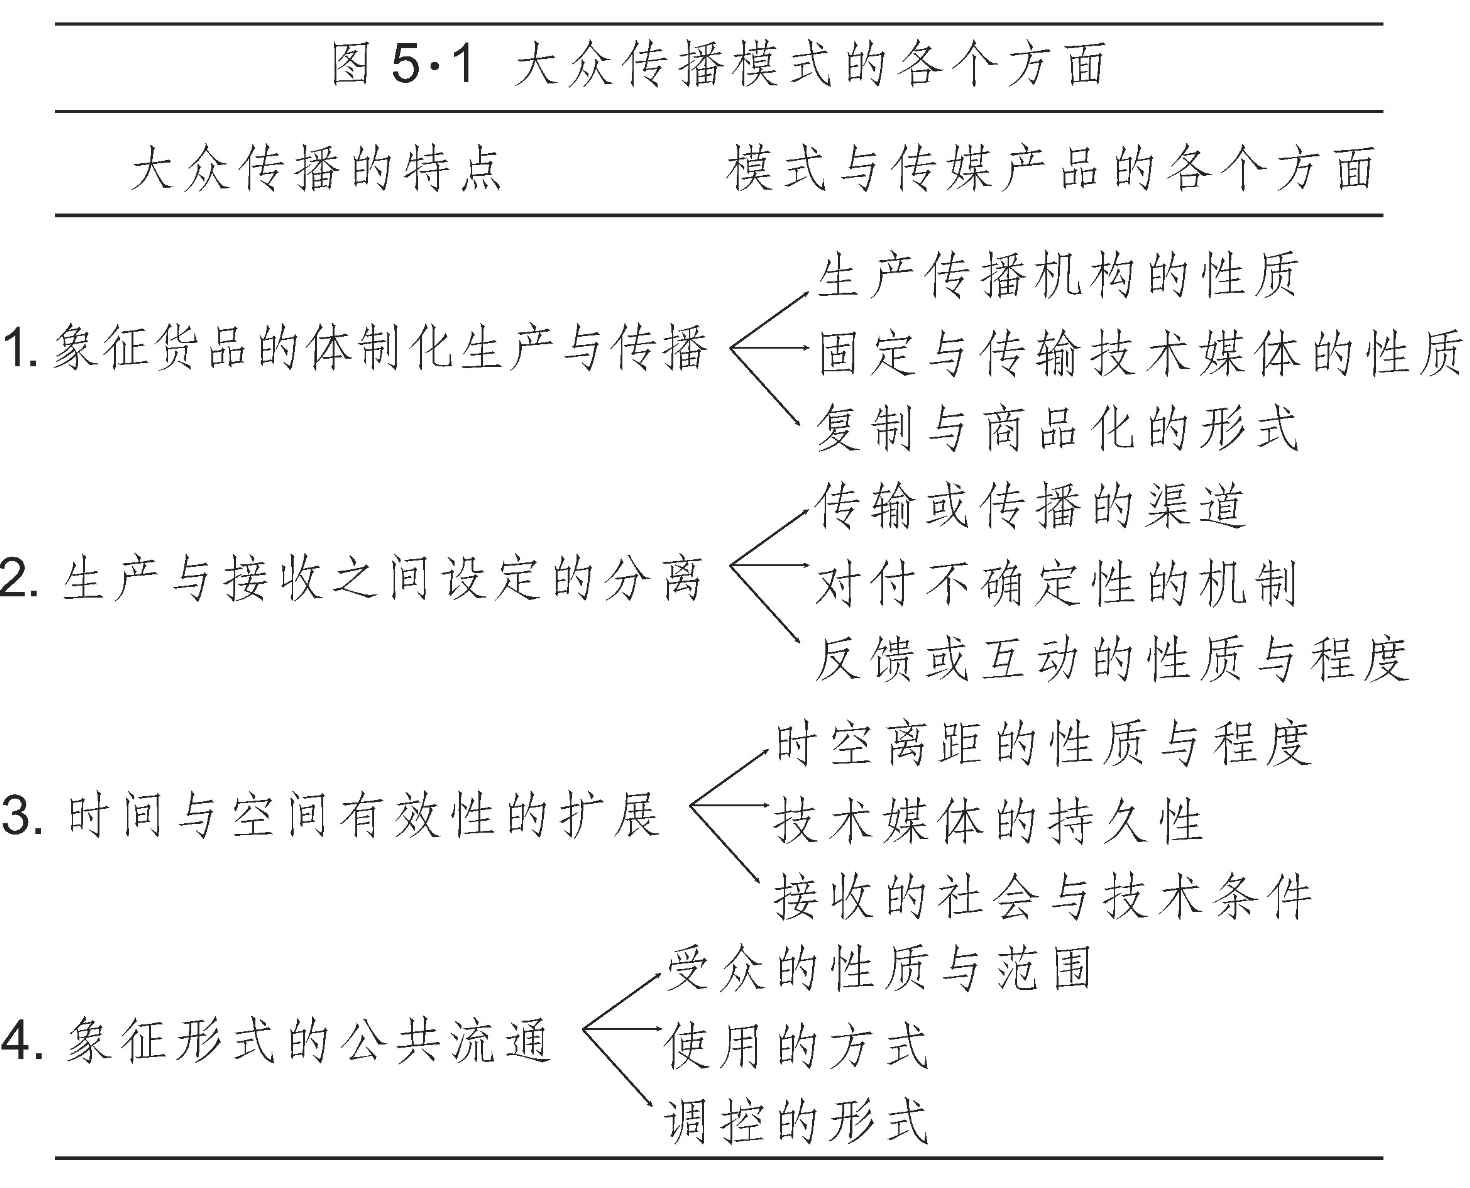 图 5·1 大众传播模式的各个方面
大众传播的特点 模式与传媒产品的各个方面
1. 象征货品的体制化生产与传播
生产传播机构的性质
固定与传输技术媒体的性质
复制与商品化的形式
2. 生产与接收之间设定的分离
传输或传播的渠道
对付不确定性的机制
反馈或互动的性质与程度
3. 时间与空间有效性的扩展
时空离距的性质与程度
技术媒体的持久性
接收的社会与技术条件
4. 象征形式的公共流通
受众的性质与范围
使用的方式
调控的形式